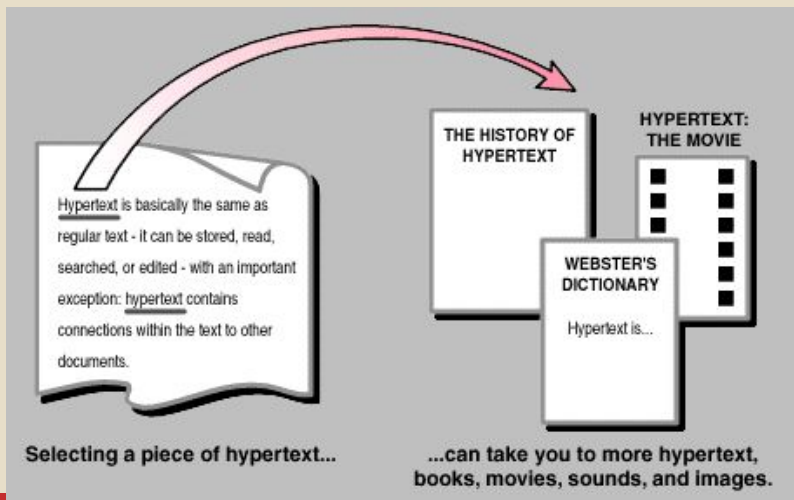 Hypertext is basically the same as
regular text - it can be stored, read,
searched, or edited - with an important
exception: hypertext contains
connections within the text to other
documents.
Selecting a piece of hypertext...
THE HISTORY OF
HYPERTEXT
HYPERTEXT:
THE MOVIE
WEBSTER'S
DICTIONARY
Hypertext is...
...can take you to more hypertext,
books, movies, sounds, and images.